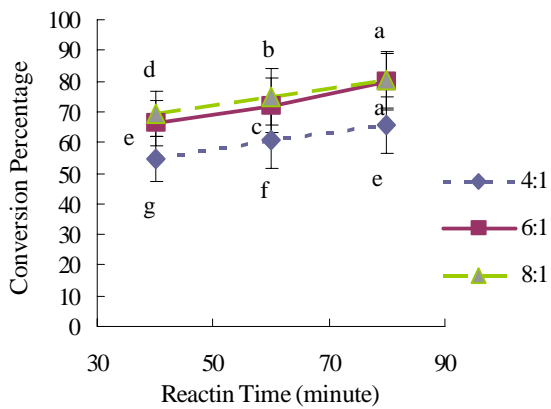 100
90
80
70
60
50
40
30
20
10
0
Conversion Percentage
30 50 70 90
Reactin Time (minute)
d
b
a
e
c
a
g
f
e
4:1
6:1
8:1